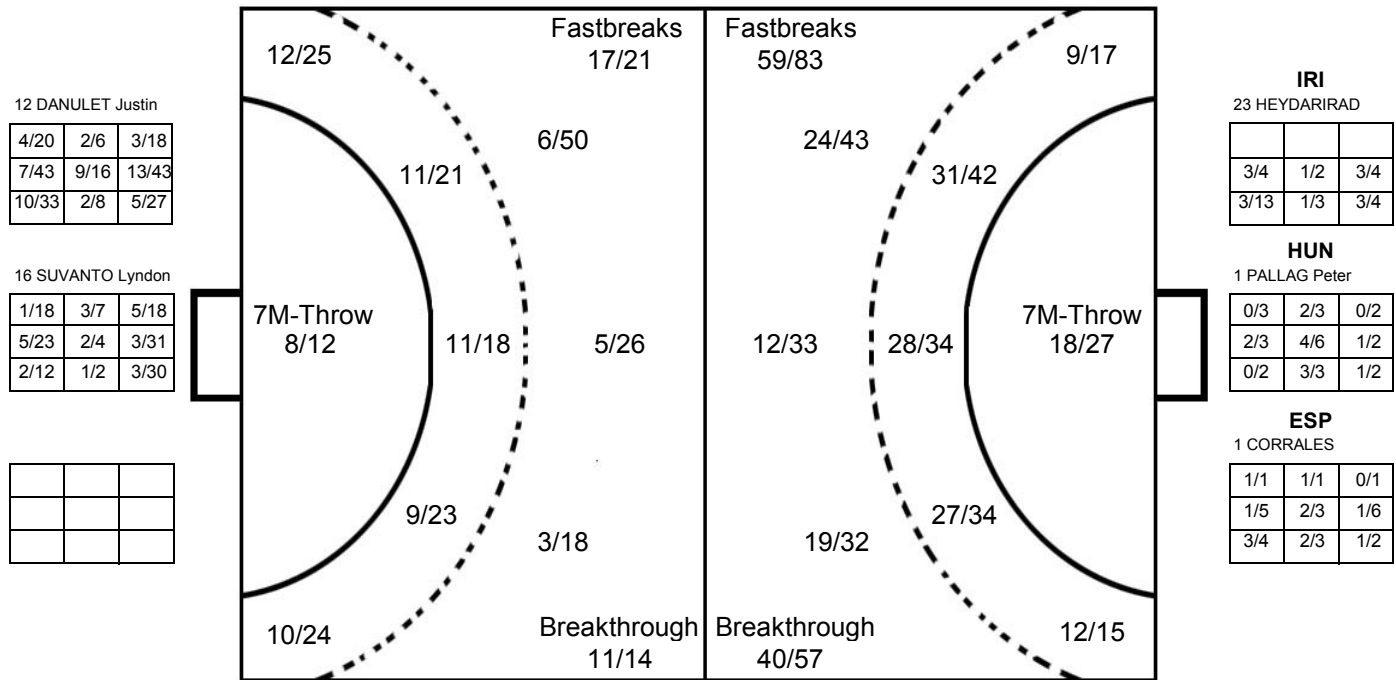 12 DANULET Justin
4/20 2/6 3/18
7/43 9/16 13/43
10/33 2/8 5/27
16 SUVANTO Lyndon
1/18 3/7 5/18
5/23 2/4 3/31
2/12 1/2 3/30
12/25
Fastbreaks
17/21
6/50
11/21
7M-Throw
8/12
11/18
5/26
9/23
3/18
10/24
Breakthrough
11/14
Fastbreaks
59/83
9/17
24/43
31/42
12/33
28/34
7M-Throw
18/27
27/34
19/32
Breakthrough
40/57
12/15
IRI
23 HEYDARIRAD
3/4 1/2 3/4
3/13 1/3 3/4
HUN
1 PALLAG Peter
0/3 2/3 0/2
2/3 4/6 1/2
0/2 3/3 1/2
ESP
1 CORRALES
1/1 1/1 0/1
1/5 2/3 1/6
3/4 2/3 1/2